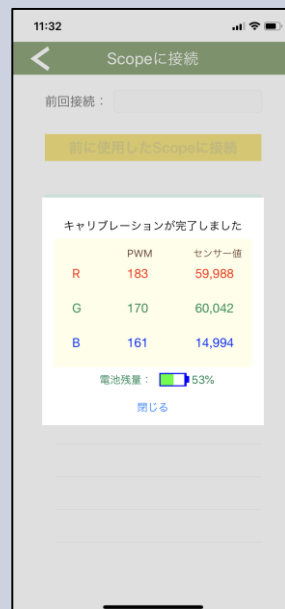 11:32
Scopeに接続
前回接続：
前に使用したScopeに接続
キャリブレーションが完了しました
PWM センサー値
R 183 59,988
G 170 60,042
B 161 14,994
電池残量： 53%
閉じる